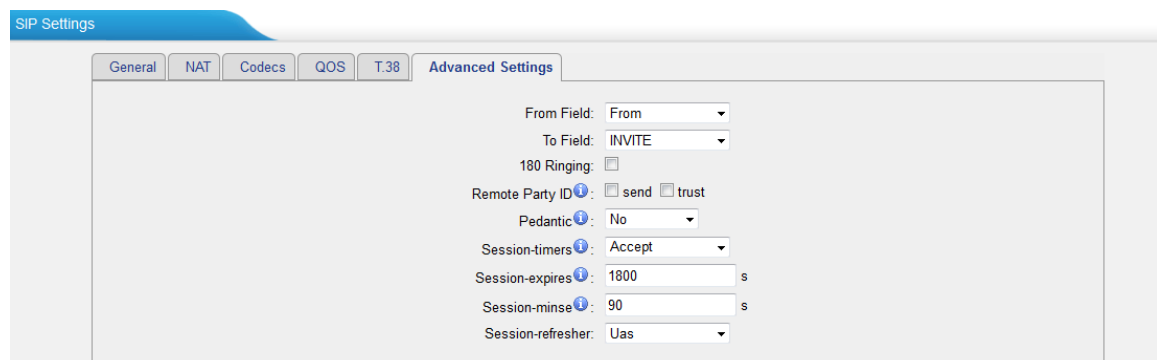 SIP Settings
General NAT Codecs QOS T.38 Advanced Settings
From Field: From
To Field: INVITE
180 Ringing:
Remote Party ID i : send trust
Pedantic i : No
Session-timers i : Accept
Session-expires i : 1800 s
Session-minse i : 90 s
Session-refresher: Uas